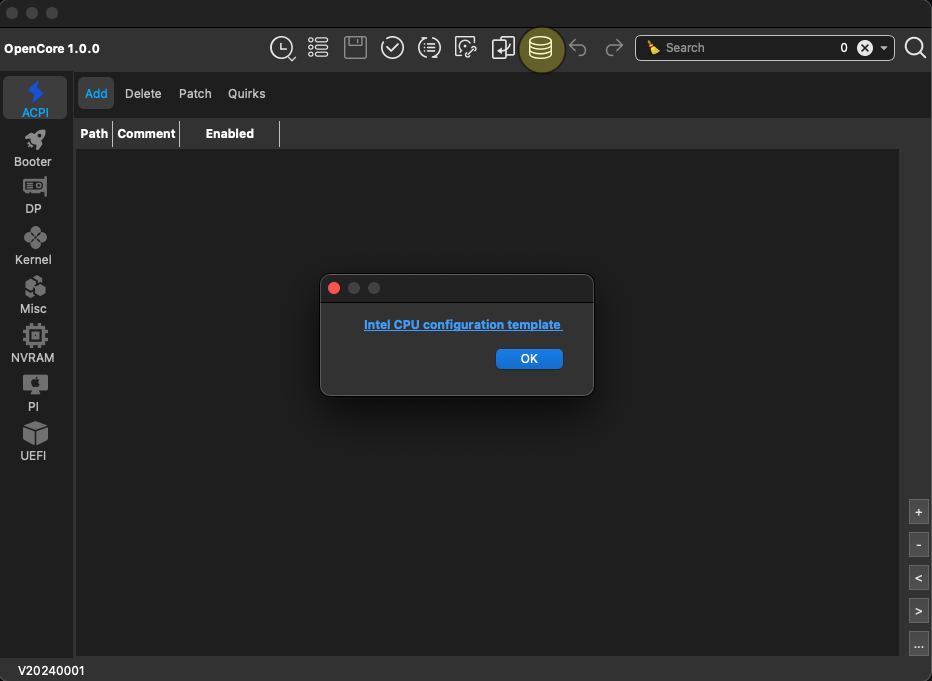 OpenCore 1.0.0
Search 0
ACPI
Booter
DP
Kernel
Misc
NVRAM
PI
UEFI
Add Delete Patch Quirks
Path Comment Enabled
Intel CPU configuration template
OK
+
-
<
>
...
V20240001